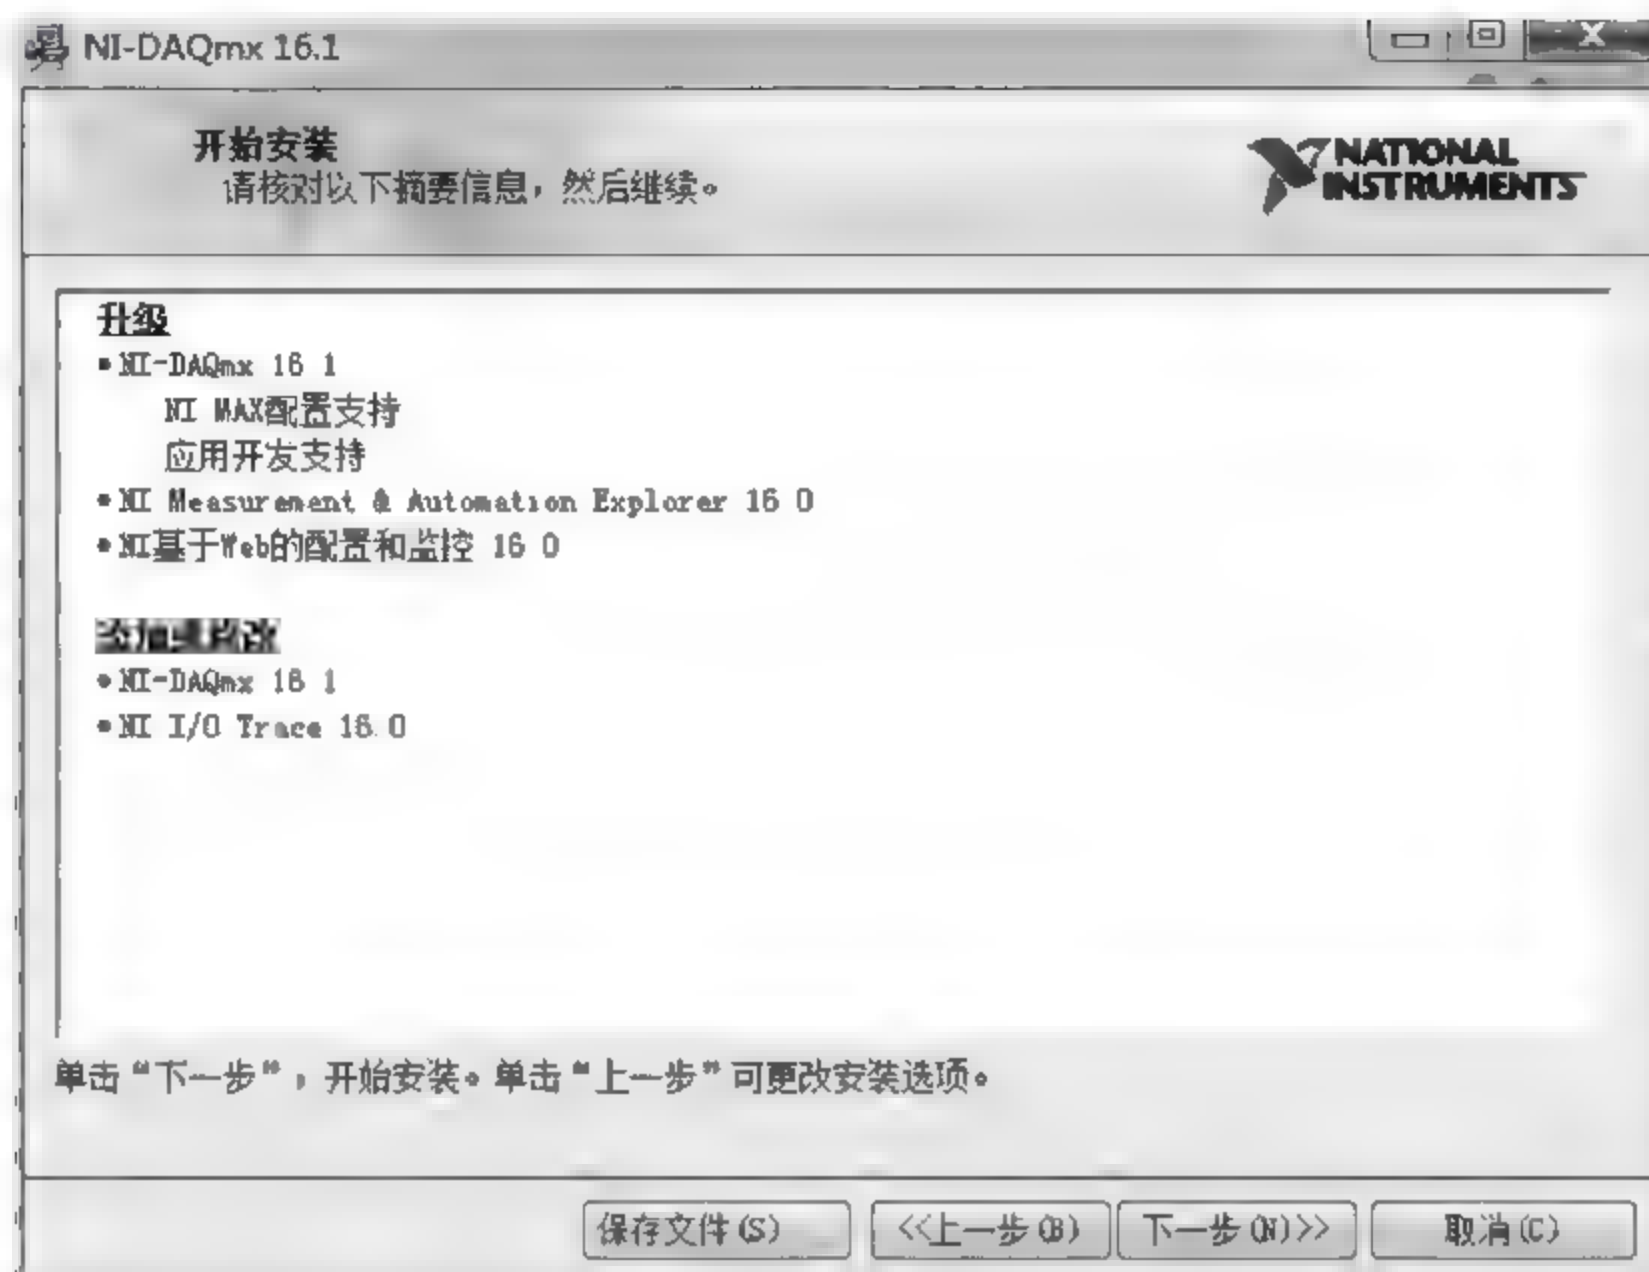 NI-DAQmx 16.1
开始安装
请核对以下摘要信息，然后继续。
NATIONAL
INSTRUMENTS
升级
•NI-DAQmx 16 1
NI MAX配置支持
应用开发支持
•NI Measurement & Automation Explorer 16 0
•NI基于Web的配置和监控 16 0
添加或修改
•NI-DAQmx 16 1
•NI I/O Trace 16.0
单击“下一步”，开始安装。单击“上一步”可更改安装选项。
保存文件(S) <<上一步(B) 下一步(N)>> 取消(C)